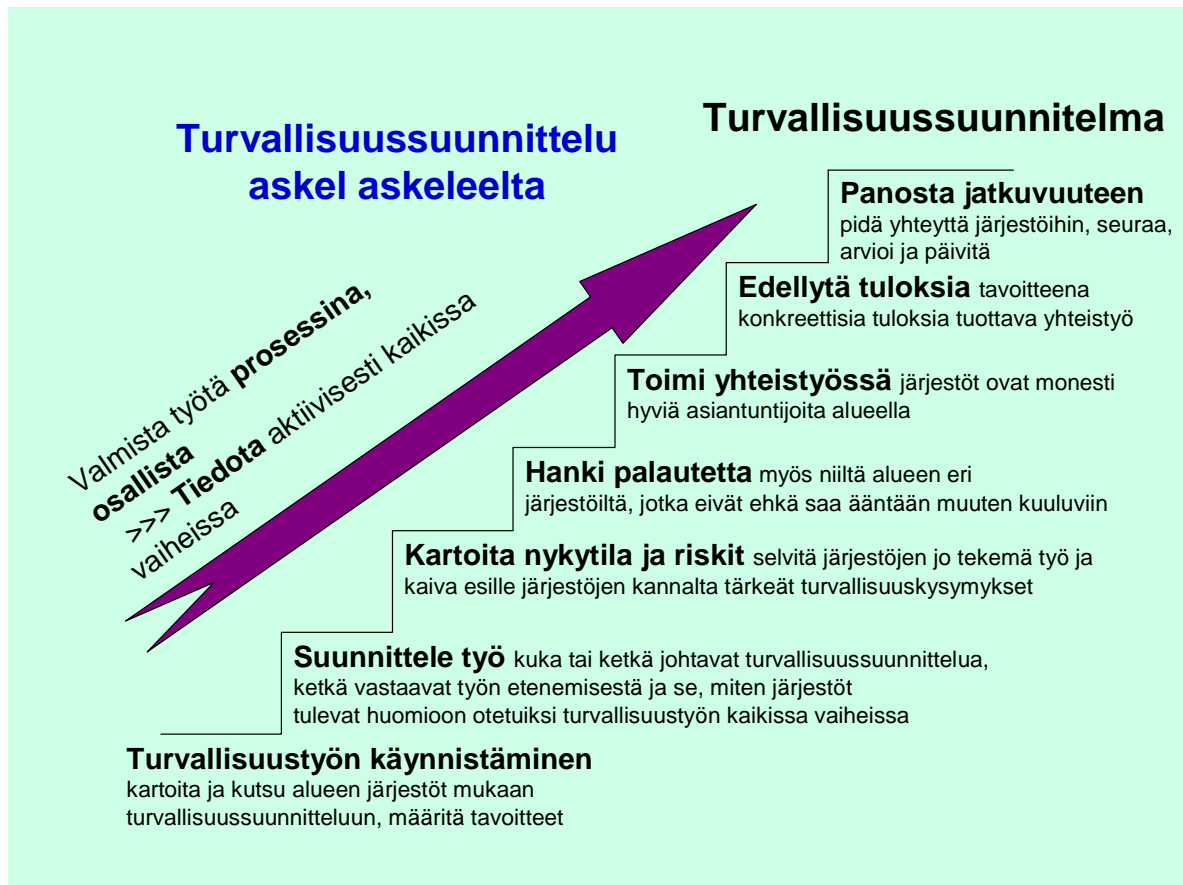 Turvallisuussuunnittelu
askel askeleelta
Turvallisuussuunnitelma
Valmista työtä prosessina,
osallista
>>> Tiedota aktiivisesti kaikissa
vaiheissa
Panosta jatkuvuuteen
pidä yhteyttä järjestöihin, seuraa,
arvioi ja päivitä
Edellytä tuloksia tavoitteena
konkreettisia tuloksia tuottava yhteistyö
Toimi yhteistyössä järjestöt ovat monesti
hyviä asiantuntijoita alueella
Hanki palautetta myös niiltä alueen eri
järjestöiltä, jotka eivät ehkä saa ääntään muuten kuuluviin
Kartoita nykytila ja riskit selvitä järjestöjen jo tekemä työ ja
kaiva esille järjestöjen kannalta tärkeät turvallisuuskysymykset
Suunnittele työ kuka tai ketkä johtavat turvallisuussuunnittelua,
ketkä vastaavat työn etenemisestä ja se, miten järjestöt
tulevat huomioon otetuiksi turvallisuustyön kaikissa vaiheissa
Turvallisuustyön käynnistäminen
kartoita ja kutsu alueen järjestöt mukaan
turvallisuussuunnitteluun, määritä tavoitteet